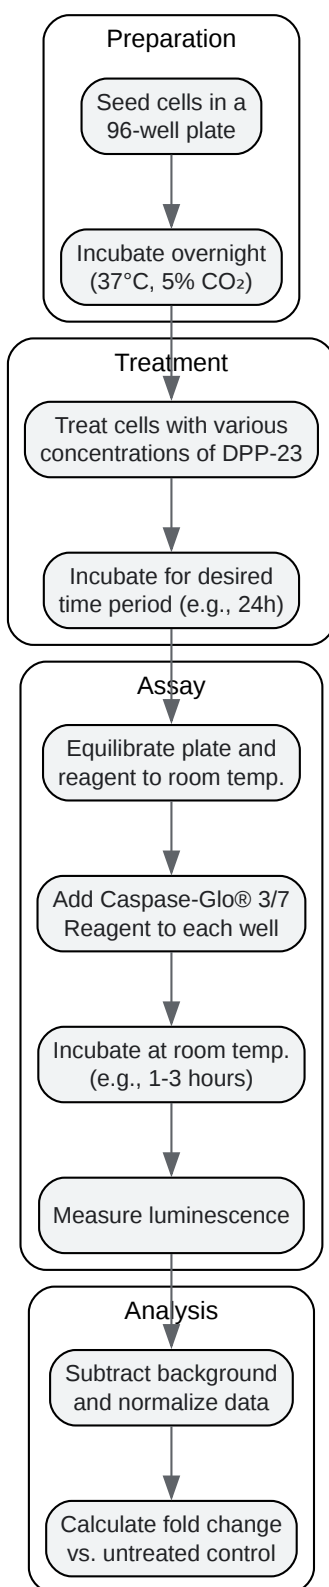 Preparation
Seed cells in a
96-well plate
Incubate overnight
(37°C, 5% CO₂)
Treatment
Treat cells with various
concentrations of DPP-23
Incubate for desired
time period (e.g., 24h)
Assay
Equilibrate plate and
reagent to room temp.
Add Caspase-Glo® 3/7
Reagent to each well
Incubate at room temp.
(e.g., 1-3 hours)
Measure luminescence
Analysis
Subtract background
and normalize data
Calculate fold change
vs. untreated control